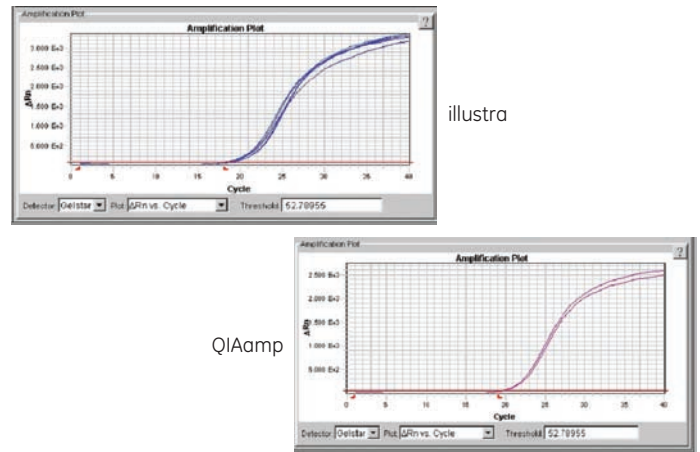 Amplification Plot
?
Amplification Plot
3.000 E+3
2.500 E+3
2.000 E+3
1.500 E+3
1.000 E+3
5.000 E+2
ΔRn
0 5 10 15 20 25 30 35 40
Cycle
Detector: Gelstar Plot: ΔRn vs. Cycle Threshold: 52.78955
illustra
Amplification Plot
?
Amplification Plot
2.500 E+3
2.000 E+3
1.500 E+3
1.000 E+3
5.000 E+2
ΔRn
0 5 10 15 20 25 30 35 40
Cycle
Detector: Gelstar Plot: ΔRn vs. Cycle Threshold: 52.78955
QIAamp